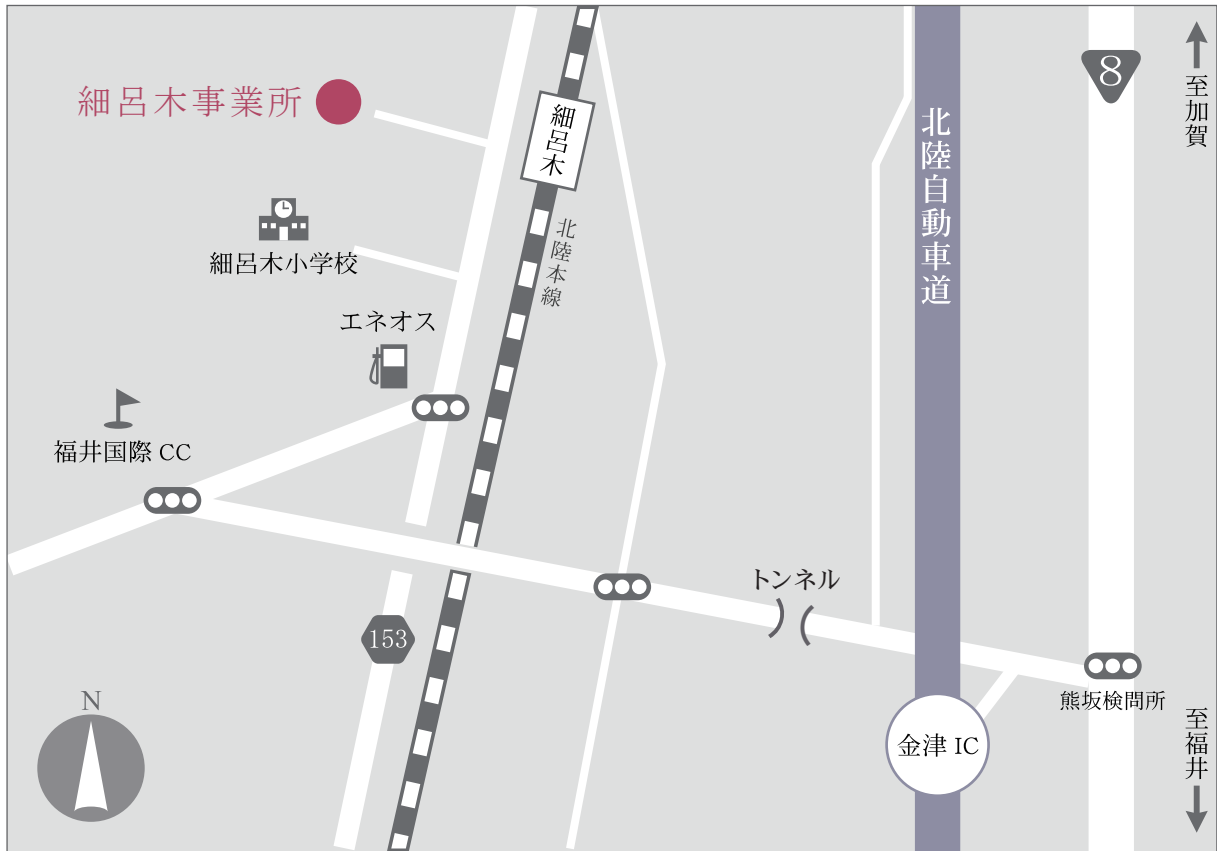 8
至加賀
細呂木事業所
細呂木
北陸自動車道
北陸本線
細呂木小学校
エネオス
福井国際 CC
トンネル
153
熊坂検問所
N
金津 IC
至福井